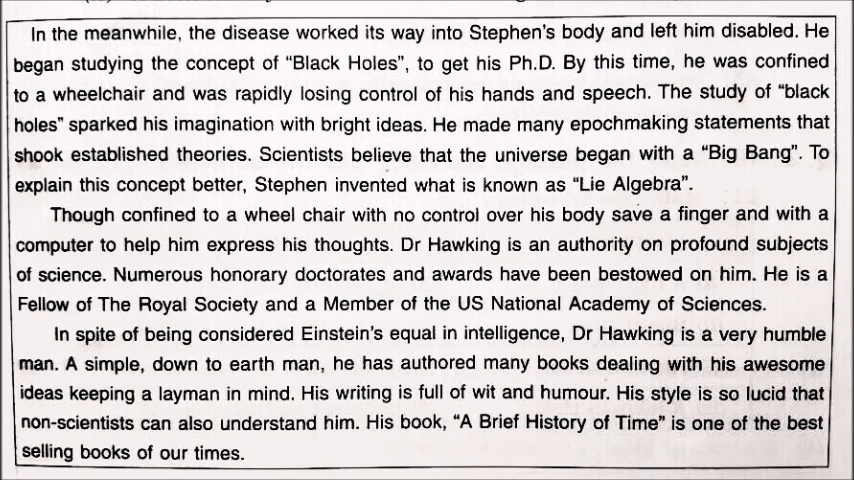 In the meanwhile, the disease worked its way into Stephen's body and left him disabled. He
began studying the concept of "Black Holes", to get his Ph.D. By this time, he was confined
to a wheelchair and was rapidly losing control of his hands and speech. The study of "black
holes" sparked his imagination with bright ideas. He made many epochmaking statements that
shook established theories. Scientists believe that the universe began with a "Big Bang". To
explain this concept better, Stephen invented what is known as "Lie Algebra".
Though confined to a wheel chair with no control over his body save a finger and with a
computer to help him express his thoughts. Dr Hawking is an authority on profound subjects
of science. Numerous honorary doctorates and awards have been bestowed on him. He is a
Fellow of The Royal Society and a Member of the US National Academy of Sciences.
In spite of being considered Einstein's equal in intelligence, Dr Hawking is a very humble
man. A simple, down to earth man, he has authored many books dealing with his awesome
ideas keeping a layman in mind. His writing is full of wit and humour. His style is so lucid that
non-scientists can also understand him. His book, "A Brief History of Time" is one of the best
selling books of our times.